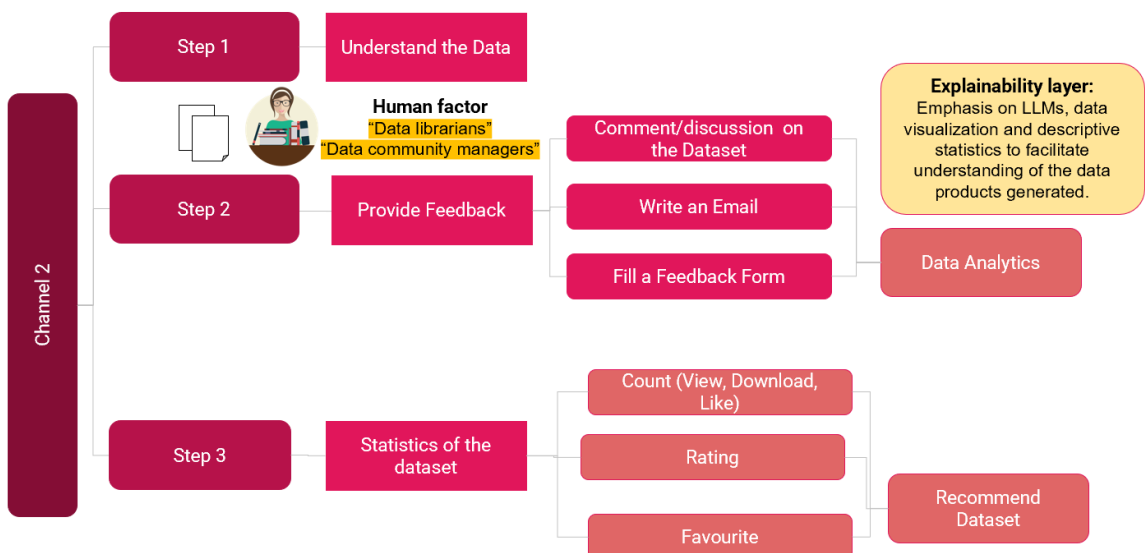 Channel 2
Step 1
Understand the Data
Human factor
“Data librarians”
“Data community managers”
Step 2
Provide Feedback
Comment/discussion on
the Dataset
Write an Email
Fill a Feedback Form
Explainability layer:
Emphasis on LLMs, data
visualization and descriptive
statistics to facilitate
understanding of the data
products generated.
Data Analytics
Step 3
Statistics of the
dataset
Count (View, Download,
Like)
Rating
Favourite
Recommend
Dataset